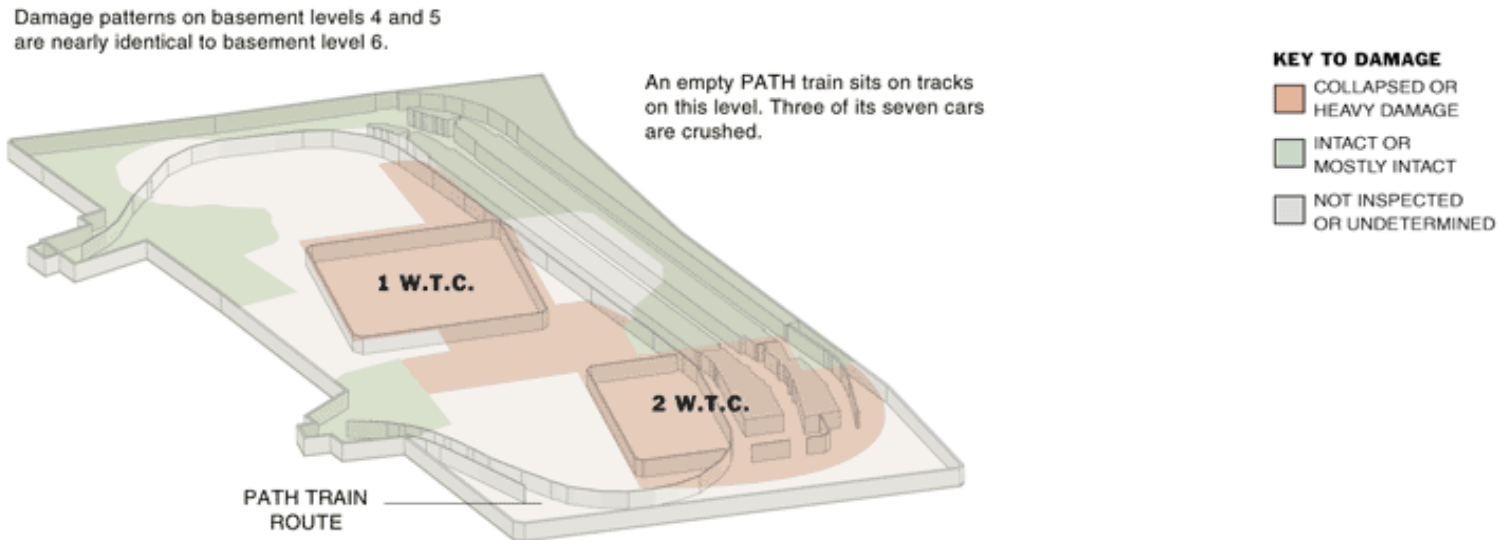 Damage patterns on basement levels 4 and 5
are nearly identical to basement level 6.
An empty PATH train sits on tracks
on this level. Three of its seven cars
are crushed.
KEY TO DAMAGE
COLLAPSED OR
HEAVY DAMAGE
INTACT OR
MOSTLY INTACT
NOT INSPECTED
OR UNDETERMINED
1 W.T.C.
2 W.T.C.
PATH TRAIN
ROUTE